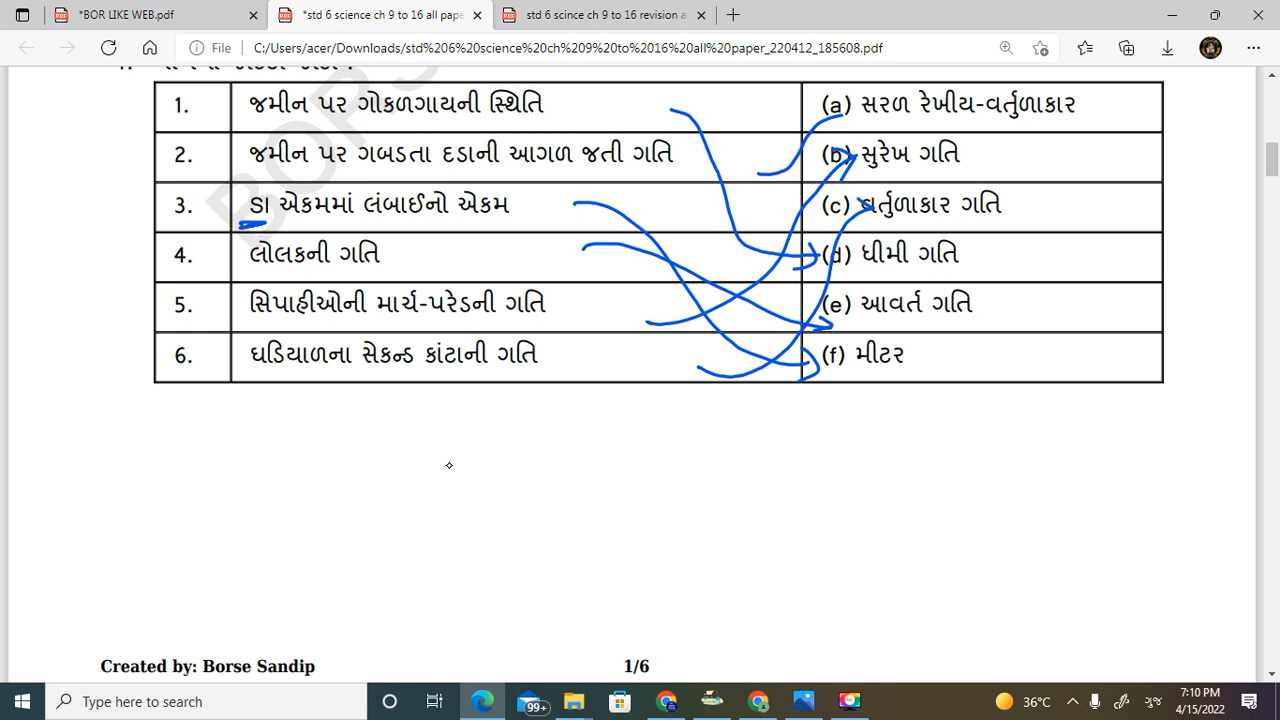 *BOR LIKE WEB.pdf
*std 6 science ch 9 to 16 all pape
std 6 scince ch 9 to 16 revision a
File
C:/Users/acer/Downloads/std%206%20science%20ch%209%20to%2016%20all%20paper_220412_185608.pdf
BOPS
1. જમીન પર ગોકળગાયની સ્થિતિ (a) સરળ રેખીય-વર્તુળાકાર
2. જમીન પર ગબડતા દડાની આગળ જતી ગતિ (b) સુરેખ ગતિ
3. SI એકમમાં લંબાઈનો એકમ (c) વર્તુળાકાર ગતિ
4. લોલકની ગતિ (d) ધીમી ગતિ
5. સિપાહીઓની માર્ચ-પરેડની ગતિ (e) આવર્ત ગતિ
6. ઘડિયાળના સેકન્ડ કાંટાની ગતિ (f) મીટર
Created by: Borse Sandip 1/6
Type here to search
99+
36°C
7:10 PM
4/15/2022